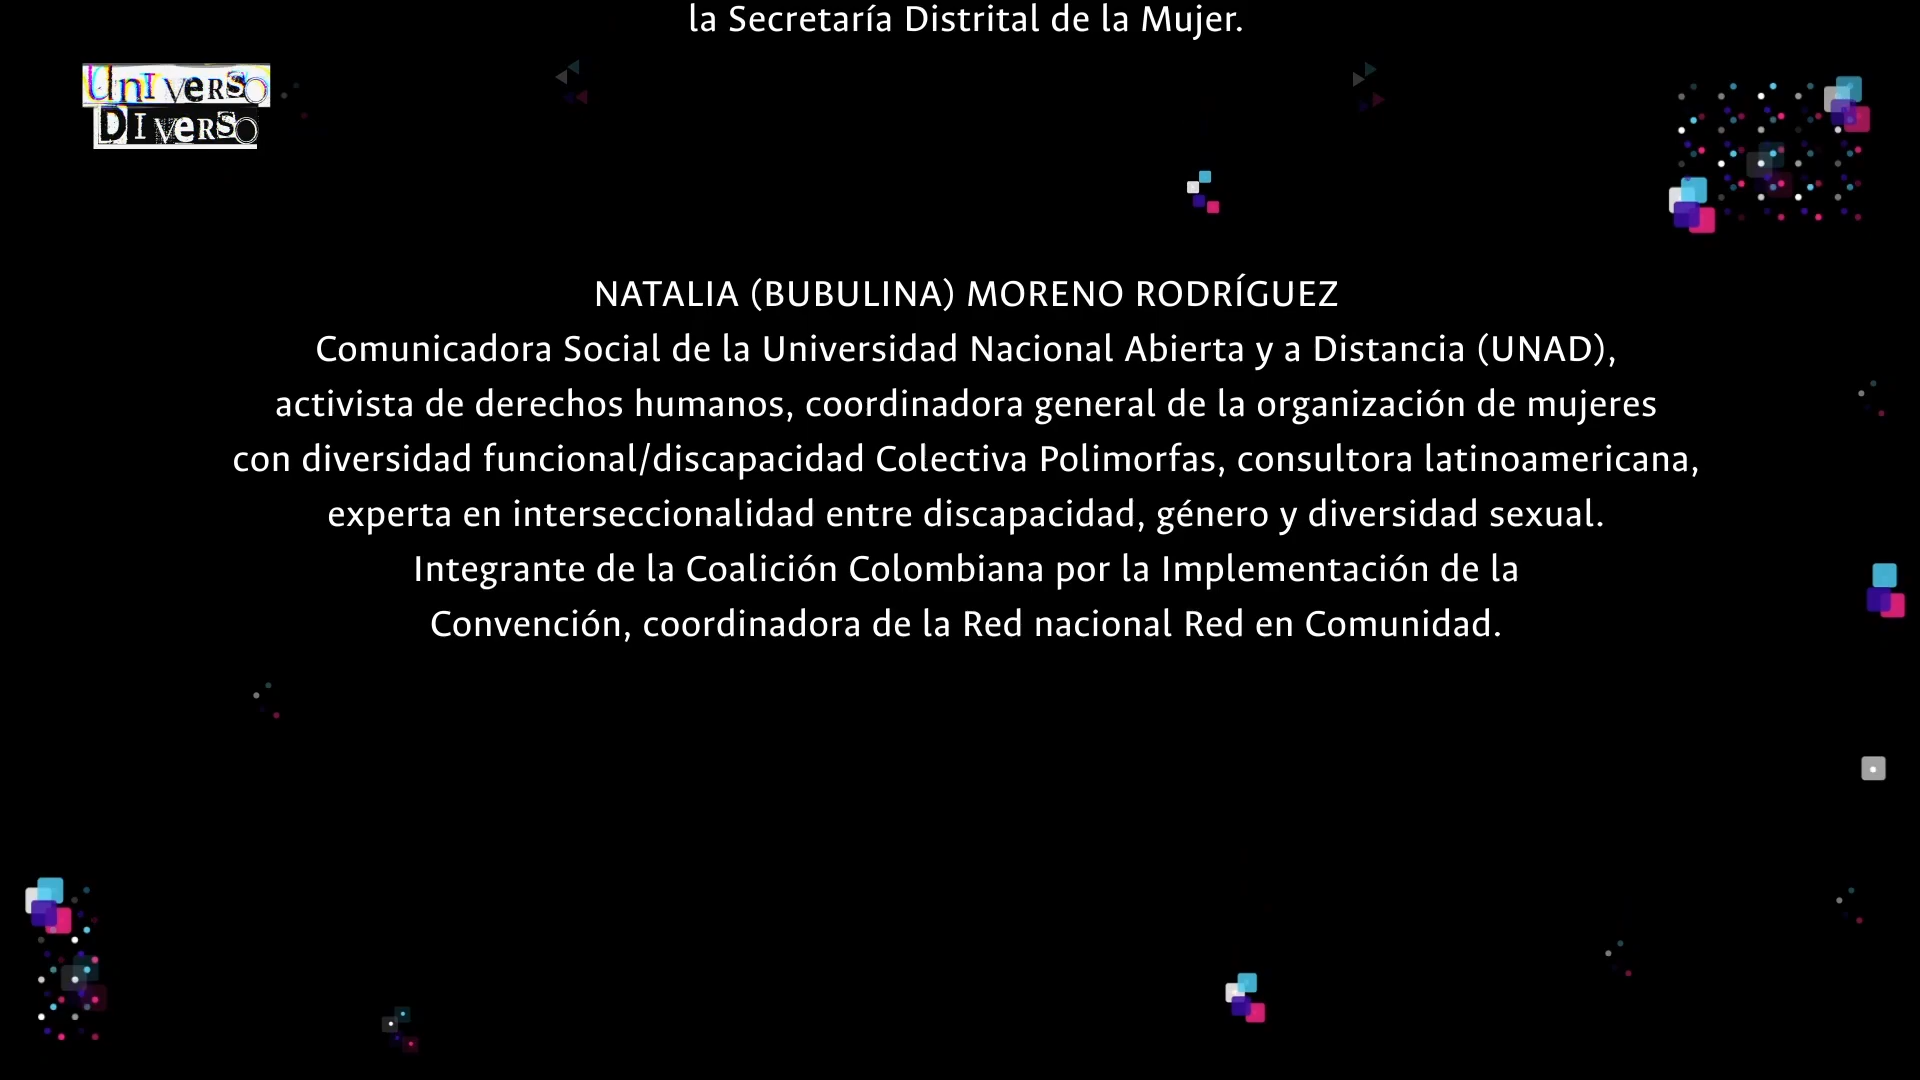 la Secretaría Distrital de la Mujer.
UnIVERSO
DIVERSO
NATALIA (BUBULINA) MORENO RODRÍGUEZ
Comunicadora Social de la Universidad Nacional Abierta y a Distancia (UNAD),
activista de derechos humanos, coordinadora general de la organización de mujeres
con diversidad funcional/discapacidad Colectiva Polimorfas, consultora latinoamericana,
experta en interseccionalidad entre discapacidad, género y diversidad sexual.
Integrante de la Coalición Colombiana por la Implementación de la
Convención, coordinadora de la Red nacional Red en Comunidad.